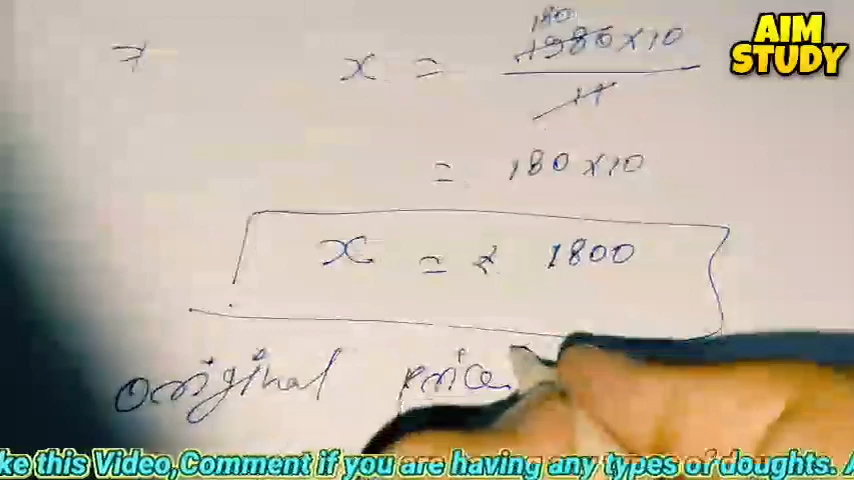 AIM
STUDY
180
⇒ x = 1980 x 10
11
= 180 x 10
x = ₹ 1800
original price
ke this Video,Comment if you are having any types of doughts. A